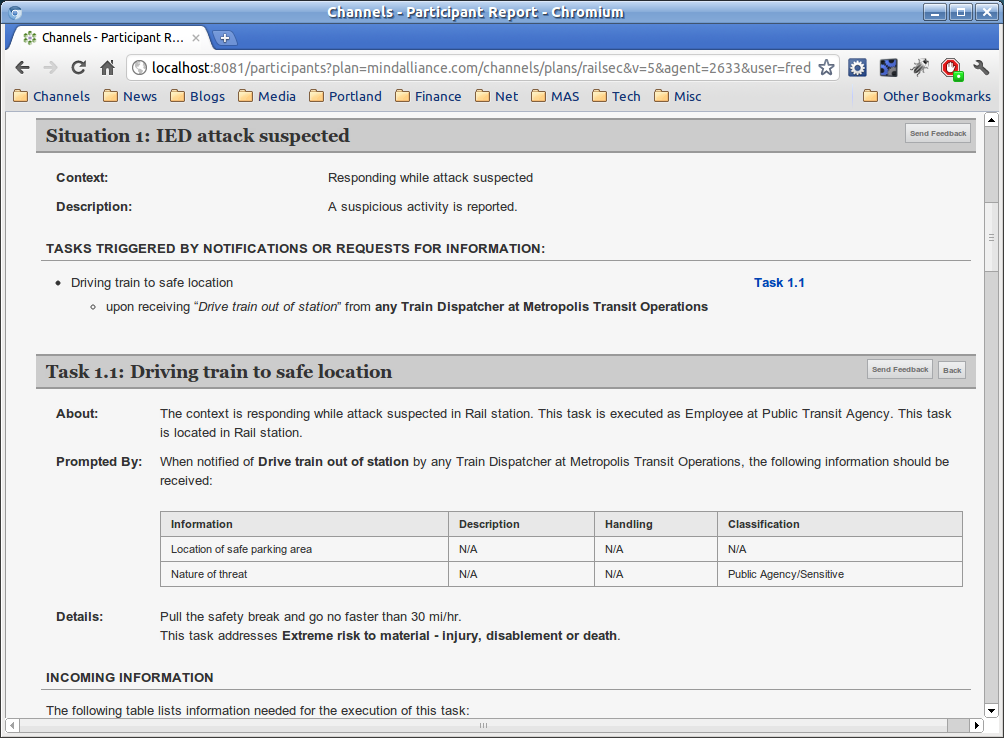 Channels - Participant Report - Chromium
Channels - Participant R...
localhost:8081/participants?plan=mindalliance.com/channels/plans/railsec&v=5&agent=2633&user=fred
Channels News Blogs Media Portland Finance Net MAS Tech Misc Other Bookmarks
Situation 1: IED attack suspected Send Feedback
Context: Responding while attack suspected
Description: A suspicious activity is reported.
TASKS TRIGGERED BY NOTIFICATIONS OR REQUESTS FOR INFORMATION:
• Driving train to safe location Task 1.1
◦ upon receiving “Drive train out of station” from any Train Dispatcher at Metropolis Transit Operations
Task 1.1: Driving train to safe location Send Feedback Back
About: The context is responding while attack suspected in Rail station. This task is executed as Employee at Public Transit Agency. This task
is located in Rail station.
Prompted By: When notified of Drive train out of station by any Train Dispatcher at Metropolis Transit Operations, the following information should be
received:
Information Description Handling Classification
Location of safe parking area N/A N/A N/A
Nature of threat N/A N/A Public Agency/Sensitive
Details: Pull the safety break and go no faster than 30 mi/hr.
This task addresses Extreme risk to material - injury, disablement or death.
INCOMING INFORMATION
The following table lists information needed for the execution of this task: